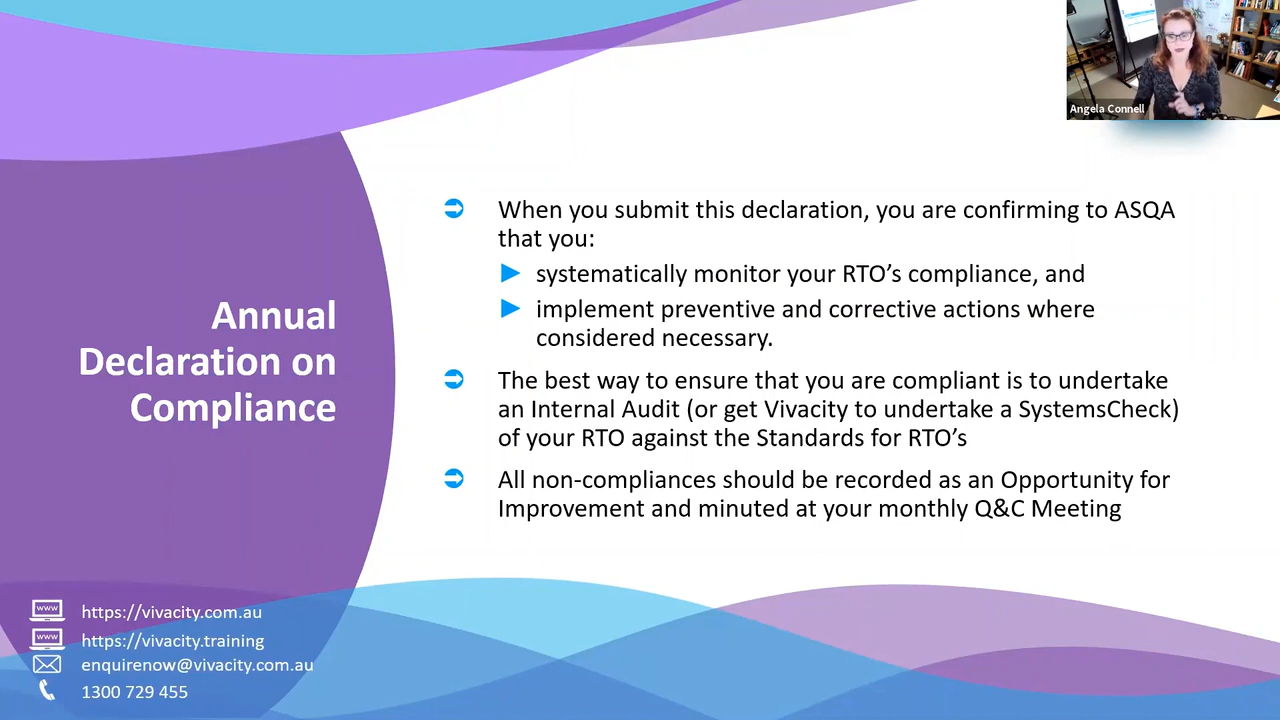 Angela Connell
Annual
Declaration on
Compliance
When you submit this declaration, you are confirming to ASQA
that you:
systematically monitor your RTO’s compliance, and
implement preventive and corrective actions where
considered necessary.
The best way to ensure that you are compliant is to undertake
an Internal Audit (or get Vivacity to undertake a SystemsCheck)
of your RTO against the Standards for RTO’s
All non-compliances should be recorded as an Opportunity for
Improvement and minuted at your monthly Q&C Meeting
www https://vivacity.com.au
www https://vivacity.training
enquirenow@vivacity.com.au
1300 729 455